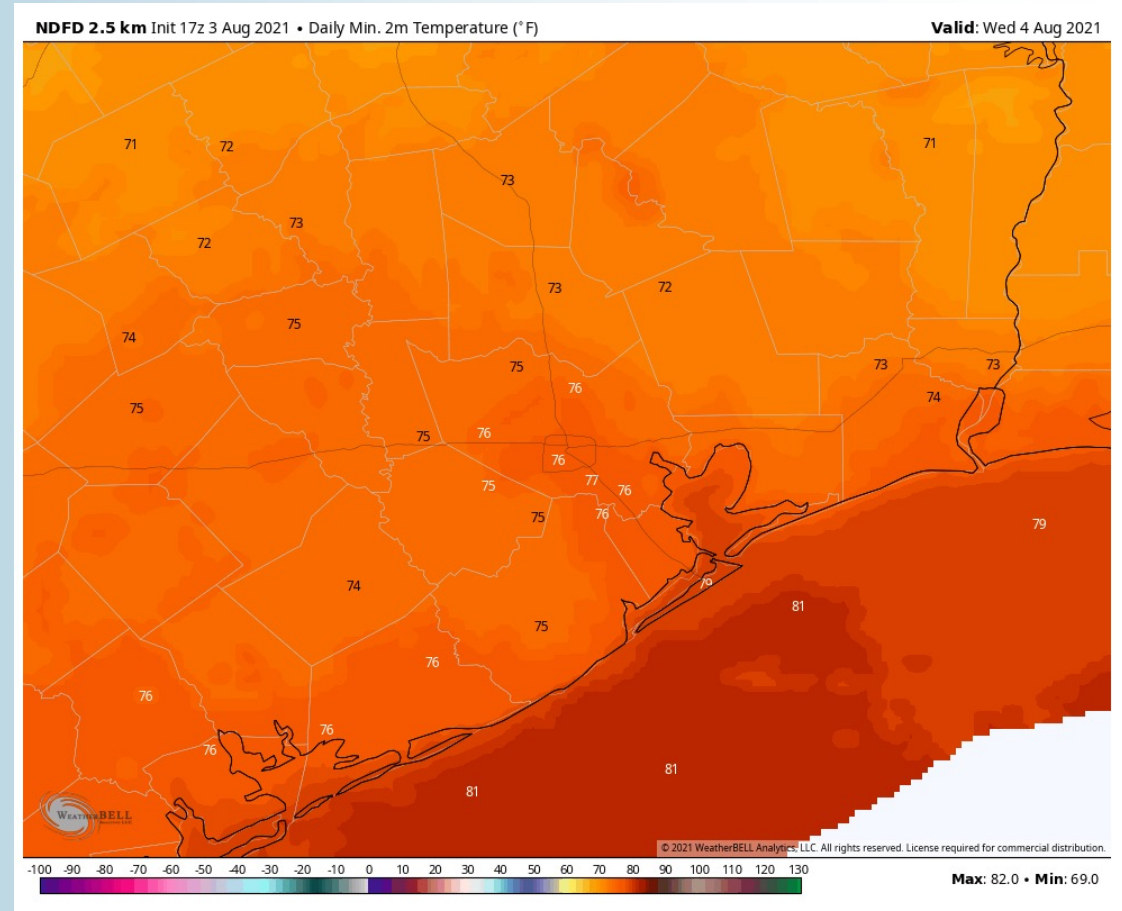 NDFD 2.5 km Init 17z 3 Aug 2021 • Daily Min. 2m Temperature (°F) Valid: Wed 4 Aug 2021
71 72 71
73
73
72
73 72
75
74
75 73 73
76 74
75
75 76
76
75 77 76
75 76
79
74 79
81
75
76
76
76
76
81
81
WEATHERBELL
© 2021 WeatherBELL Analytics, LLC. All rights reserved. License required for commercial distribution.
-100 -90 -80 -70 -60 -50 -40 -30 -20 -10 0 10 20 30 40 50 60 70 80 90 100 110 120 130
Max: 82.0 • Min: 69.0